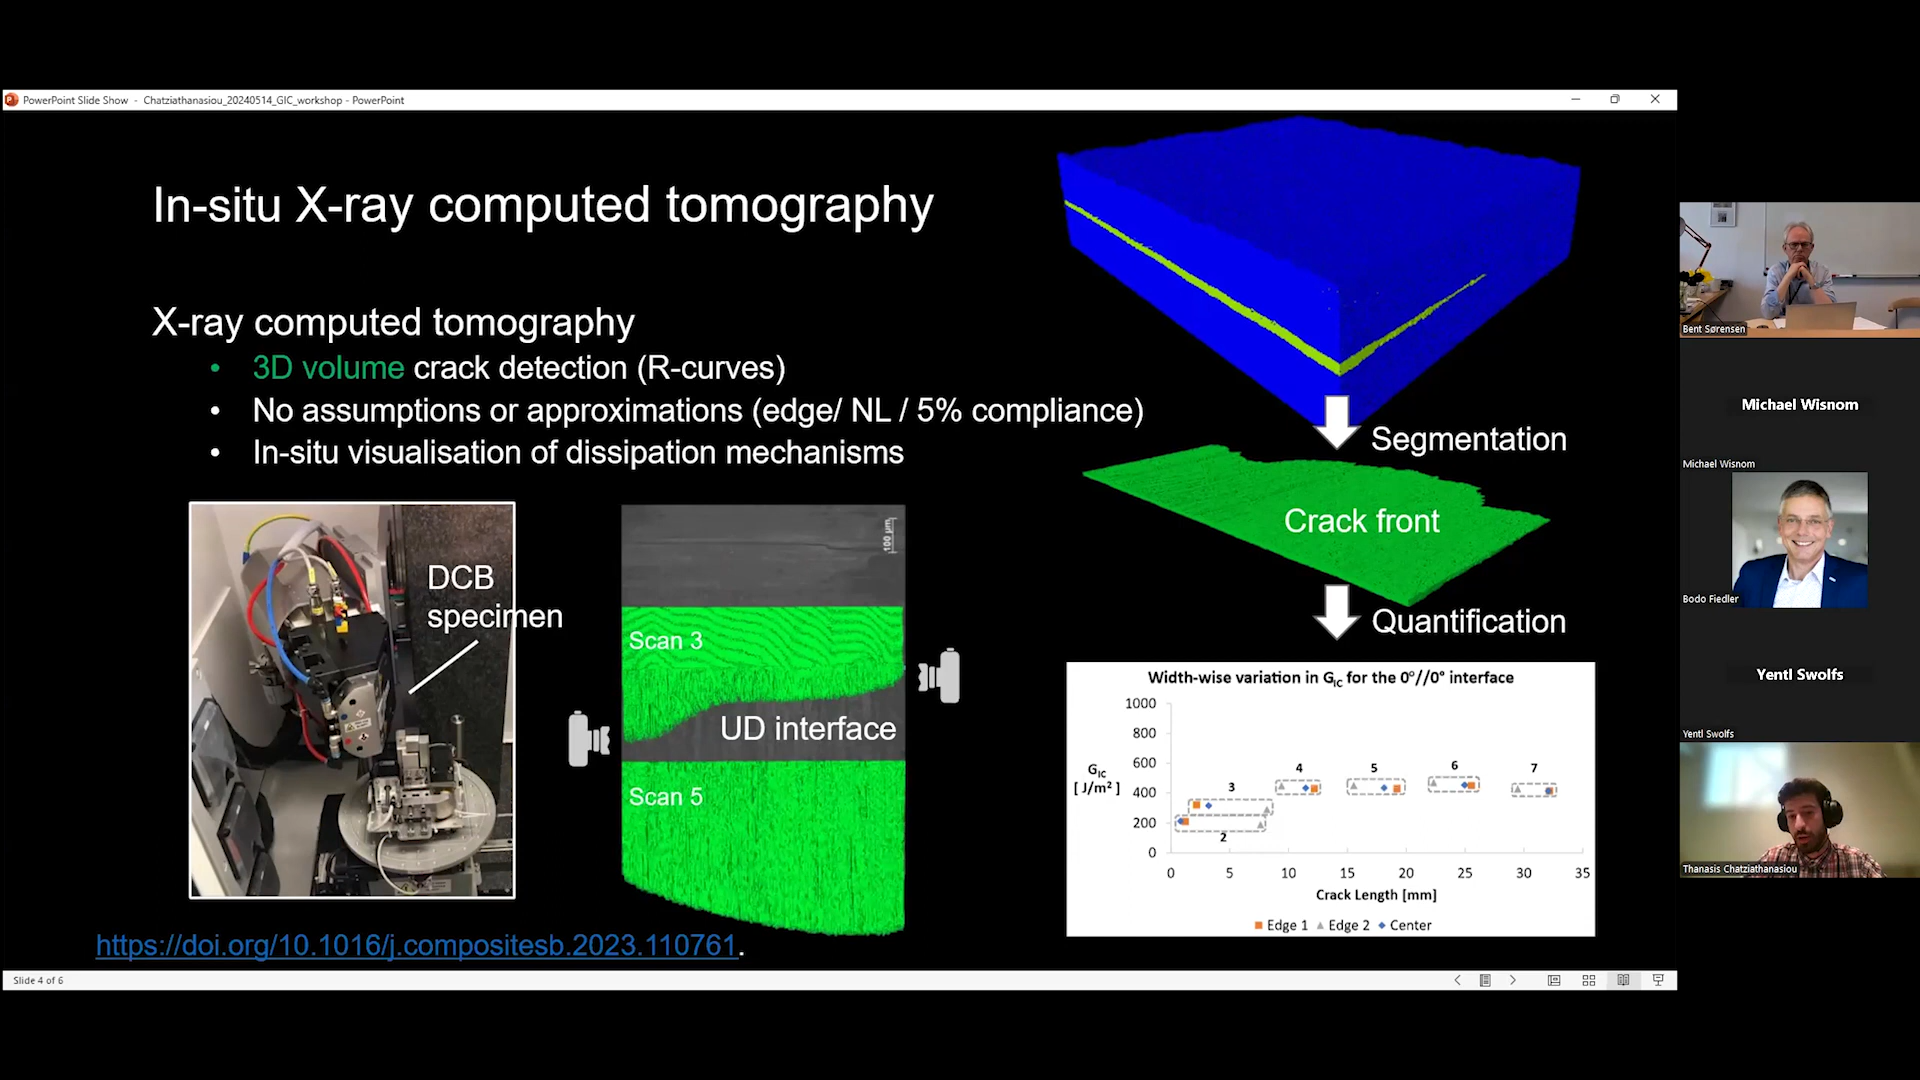 PowerPoint Slide Show - Chatziathanasiou_20240514_GIC_workshop - PowerPoint
In-situ X-ray computed tomography
X-ray computed tomography
• 3D volume crack detection (R-curves)
• No assumptions or approximations (edge/ NL / 5% compliance)
• In-situ visualisation of dissipation mechanisms
DCB
specimen
100 µm
Scan 3
UD interface
Scan 5
Segmentation
Crack front
Quantification
Width-wise variation in GIC for the 0°//0° interface
GIC
[ J/m² ]
1000
800
600
400
200
0
2
3
4
5
6
7
0 5 10 15 20 25 30 35
Crack Length [mm]
Edge 1 Edge 2 Center
https://doi.org/10.1016/j.compositesb.2023.110761.
Slide 4 of 6
Bent Sørensen
Michael Wisnom
Michael Wisnom
Bodo Fiedler
Yentl Swolfs
Yentl Swolfs
Thanasis Chatziathanasiou